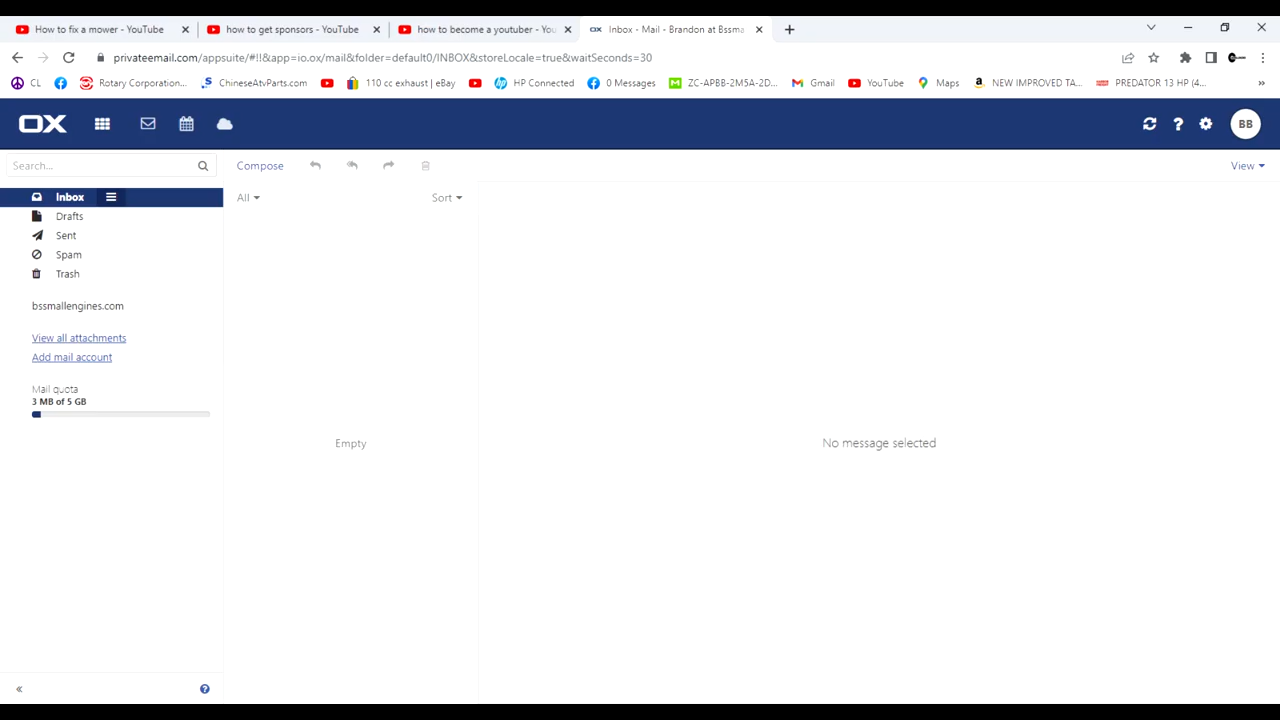 How to fix a mower - YouTube
how to get sponsors - YouTube
how to become a youtuber - You
OX Inbox - Mail - Brandon at Bssma
privateemail.com/appsuite/#!!&app=io.ox/mail&folder=default0/INBOX&storeLocale=true&waitSeconds=30
CL
Rotary Corporation...
ChineseAtvParts.com
110 cc exhaust | eBay
HP Connected
0 Messages
ZC-APBB-2M5A-2D...
Gmail
YouTube
Maps
NEW IMPROVED TA...
PREDATOR 13 HP (4...
OX
BB
Search...
Compose
View
Inbox
All
Sort
Drafts
Sent
Spam
Trash
bssmallengines.com
View all attachments
Add mail account
Mail quota
3 MB of 5 GB
Empty
No message selected